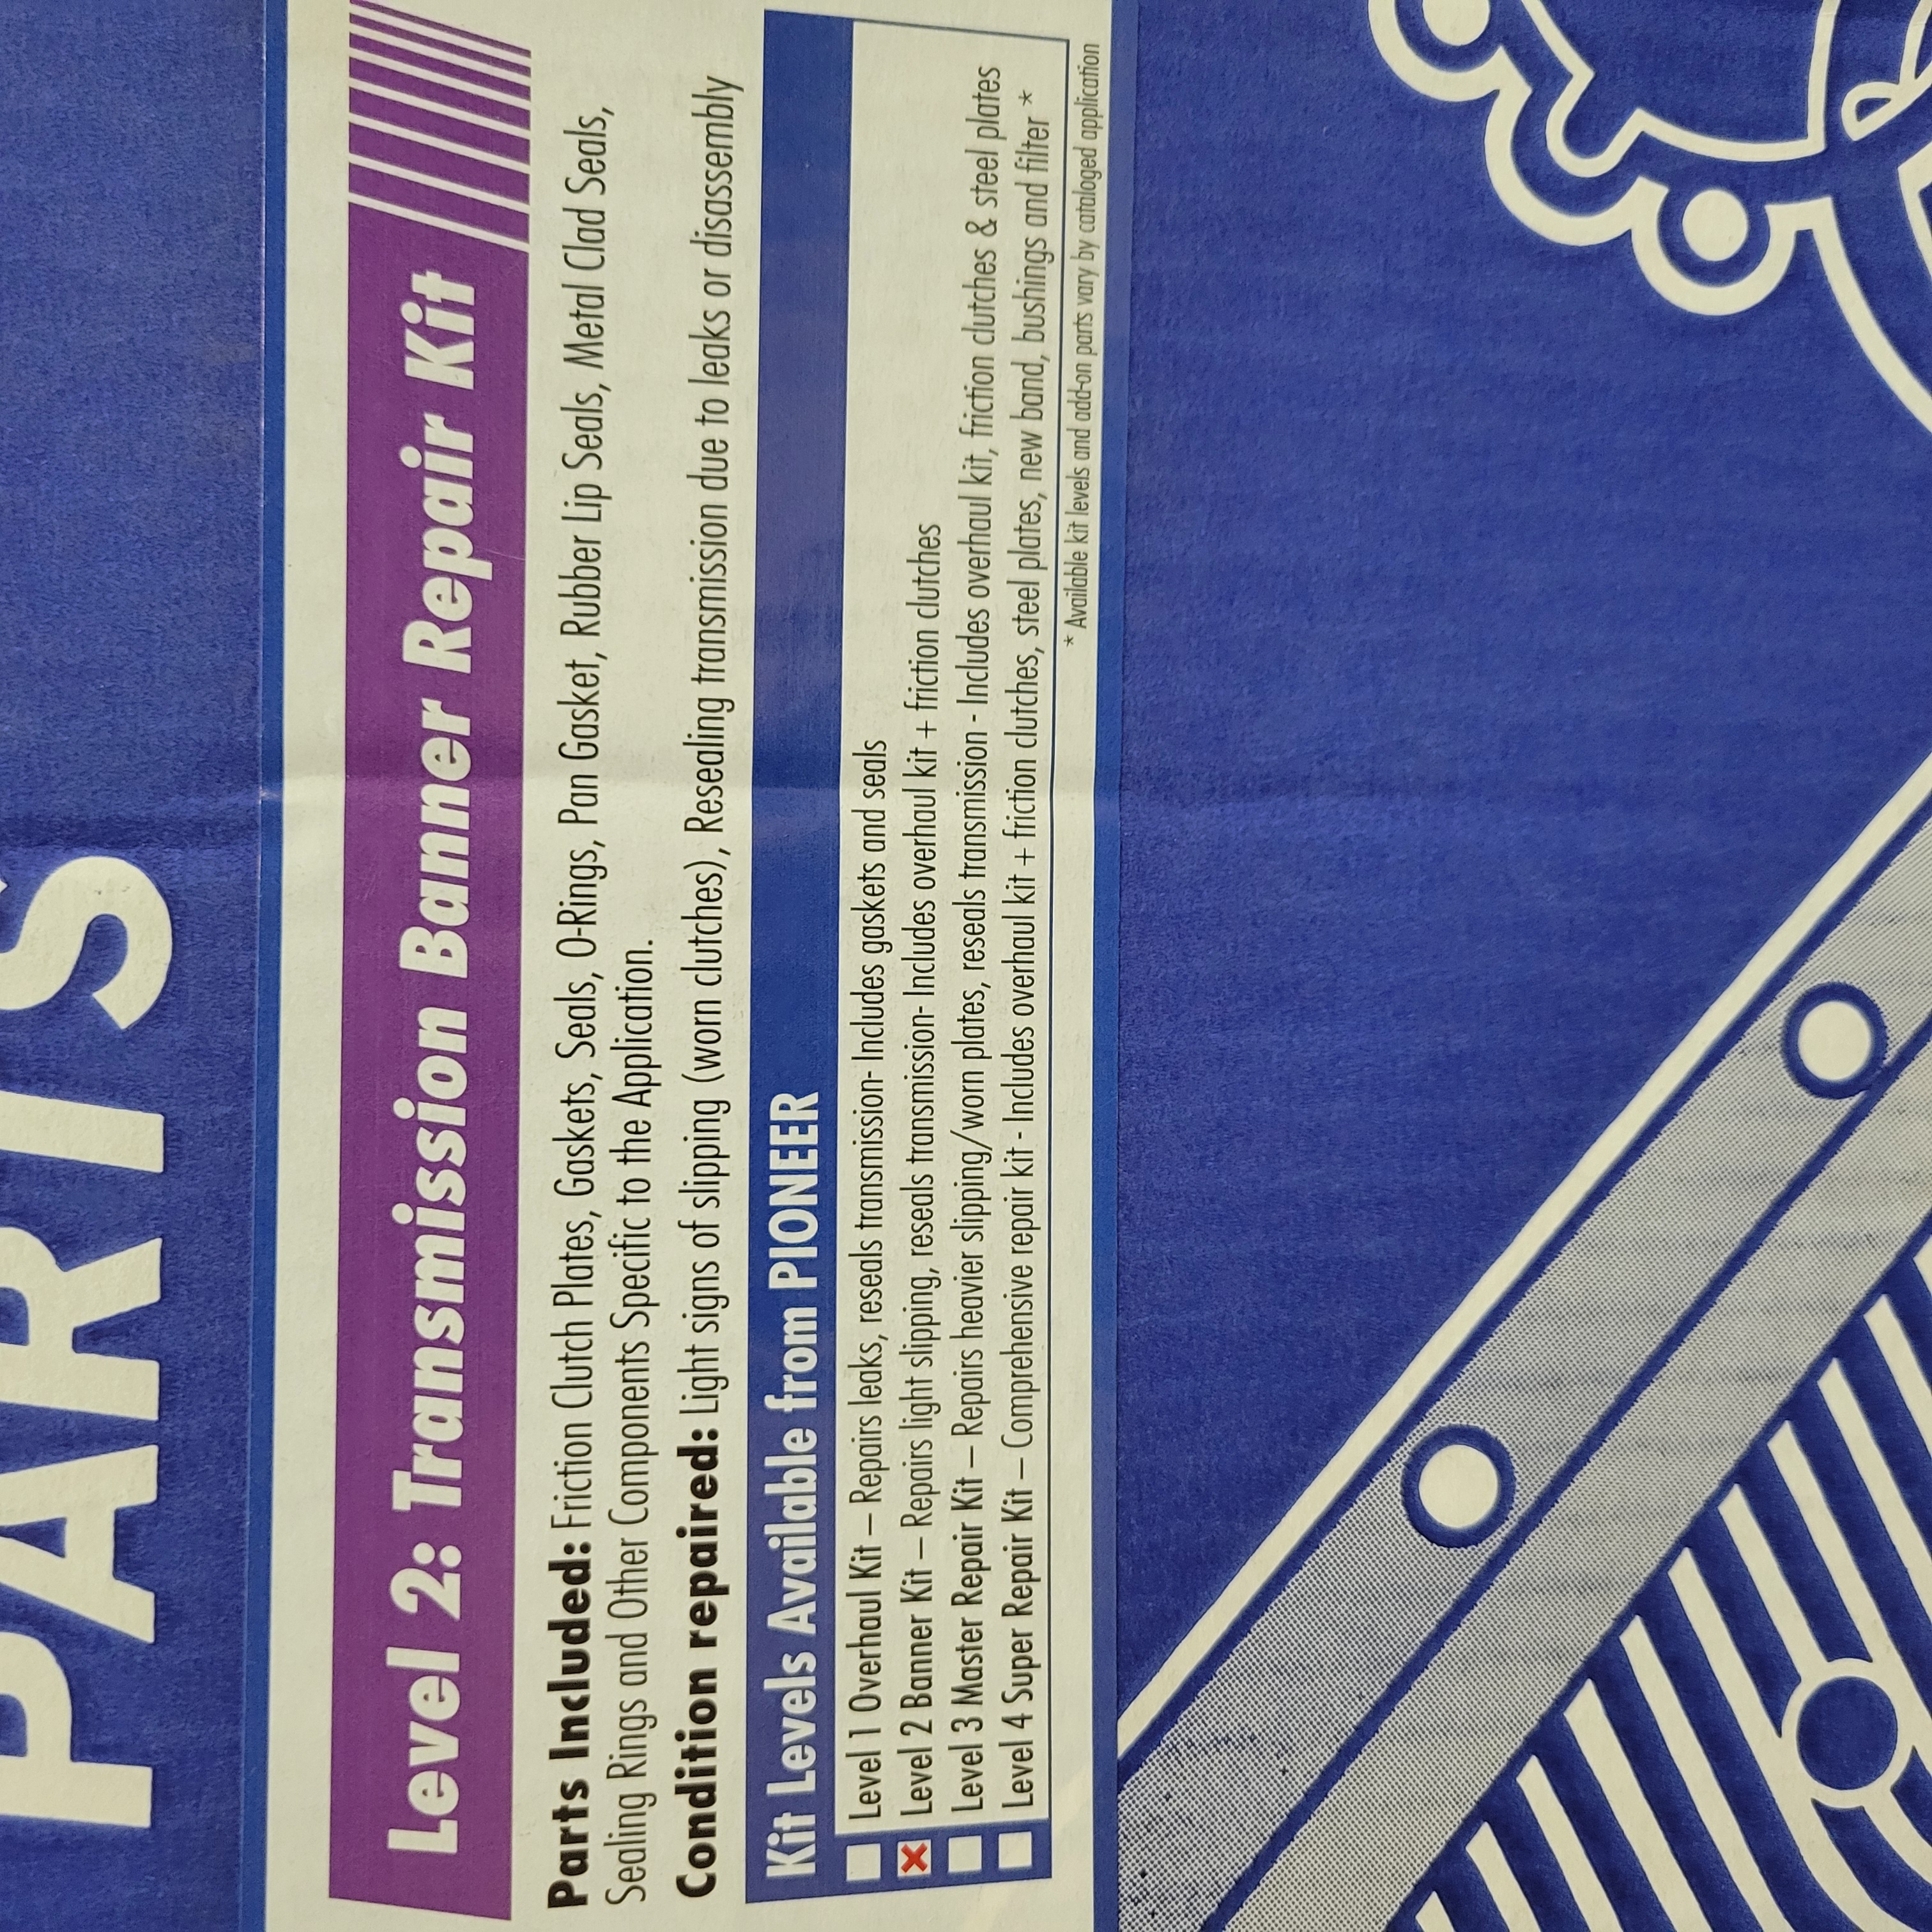 PARTS
Level 2: Transmission Banner Repair Kit
Parts Included: Friction Clutch Plates, Gaskets, Seals, O-Rings, Pan Gasket, Rubber Lip Seals, Metal Clad Seals,
Sealing Rings and Other Components Specific to the Application.
Condition repaired: Light signs of slipping (worn clutches), Resealing transmission due to leaks or disassembly
Kit Levels Available from PIONEER
Level 1 Overhaul Kit – Repairs leaks, reseals transmission- Includes gaskets and seals
Level 2 Banner Kit – Repairs light slipping, reseals transmission- Includes overhaul kit + friction clutches
Level 3 Master Repair Kit – Repairs heavier slipping/worn plates, reseals transmission - Includes overhaul kit, friction clutches & steel plates
Level 4 Super Repair Kit – Comprehensive repair kit - Includes overhaul kit + friction clutches, steel plates, new band, bushings and filter *
* Available kit levels and add-on parts vary by cataloged application